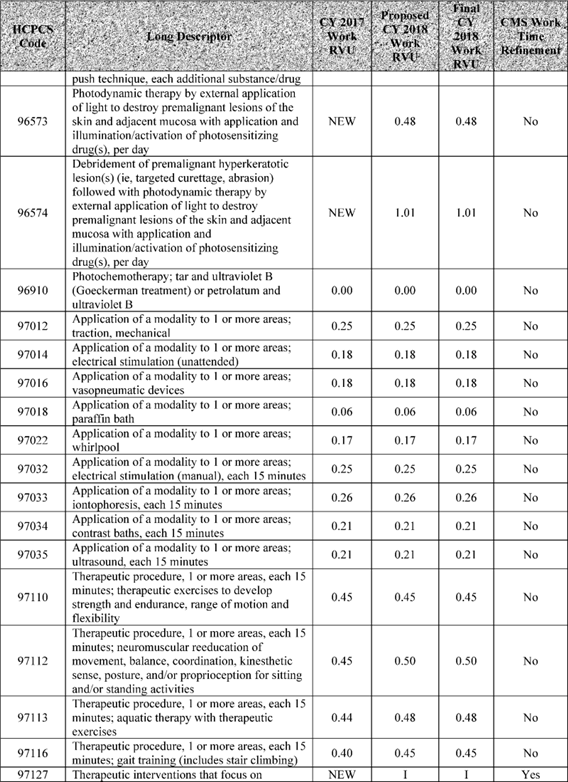 HCPCS Code Long Descriptor CY 2017 Work RVU Proposed CY 2018 Work RVU Final CY 2018 Work RVU CMS Work Time Refinement
push technique, each additional substance/drug
96573 Photodynamic therapy by external application of light to destroy premalignant lesions of the skin and adjacent mucosa with application and illumination/activation of photosensitizing drug(s), per day NEW 0.48 0.48 No
96574 Debridement of premalignant hyperkeratotic lesion(s) (ie, targeted curettage, abrasion) followed with photodynamic therapy by external application of light to destroy premalignant lesions of the skin and adjacent mucosa with application and illumination/activation of photosensitizing drug(s), per day NEW 1.01 1.01 No
96910 Photochemotherapy; tar and ultraviolet B (Goeckerman treatment) or petrolatum and ultraviolet B 0.00 0.00 0.00 No
97012 Application of a modality to 1 or more areas; traction, mechanical 0.25 0.25 0.25 No
97014 Application of a modality to 1 or more areas; electrical stimulation (unattended) 0.18 0.18 0.18 No
97016 Application of a modality to 1 or more areas; vasopneumatic devices 0.18 0.18 0.18 No
97018 Application of a modality to 1 or more areas; paraffin bath 0.06 0.06 0.06 No
97022 Application of a modality to 1 or more areas; whirlpool 0.17 0.17 0.17 No
97032 Application of a modality to 1 or more areas; electrical stimulation (manual), each 15 minutes 0.25 0.25 0.25 No
97033 Application of a modality to 1 or more areas; iontophoresis, each 15 minutes 0.26 0.26 0.26 No
97034 Application of a modality to 1 or more areas; contrast baths, each 15 minutes 0.21 0.21 0.21 No
97035 Application of a modality to 1 or more areas; ultrasound, each 15 minutes 0.21 0.21 0.21 No
97110 Therapeutic procedure, 1 or more areas, each 15 minutes; therapeutic exercises to develop strength and endurance, range of motion and flexibility 0.45 0.45 0.45 No
97112 Therapeutic procedure, 1 or more areas, each 15 minutes; neuromuscular reeducation of movement, balance, coordination, kinesthetic sense, posture, and/or proprioception for sitting and/or standing activities 0.45 0.50 0.50 No
97113 Therapeutic procedure, 1 or more areas, each 15 minutes; aquatic therapy with therapeutic exercises 0.44 0.48 0.48 No
97116 Therapeutic procedure, 1 or more areas, each 15 minutes; gait training (includes stair climbing) 0.40 0.45 0.45 No
97127 Therapeutic interventions that focus on NEW I I Yes